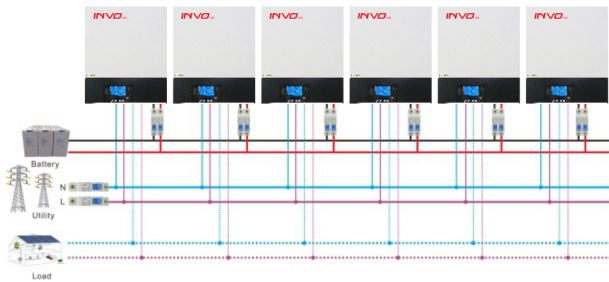 INVO INVO INVO INVO INVO INVO
Battery
N
Utility
L
Load